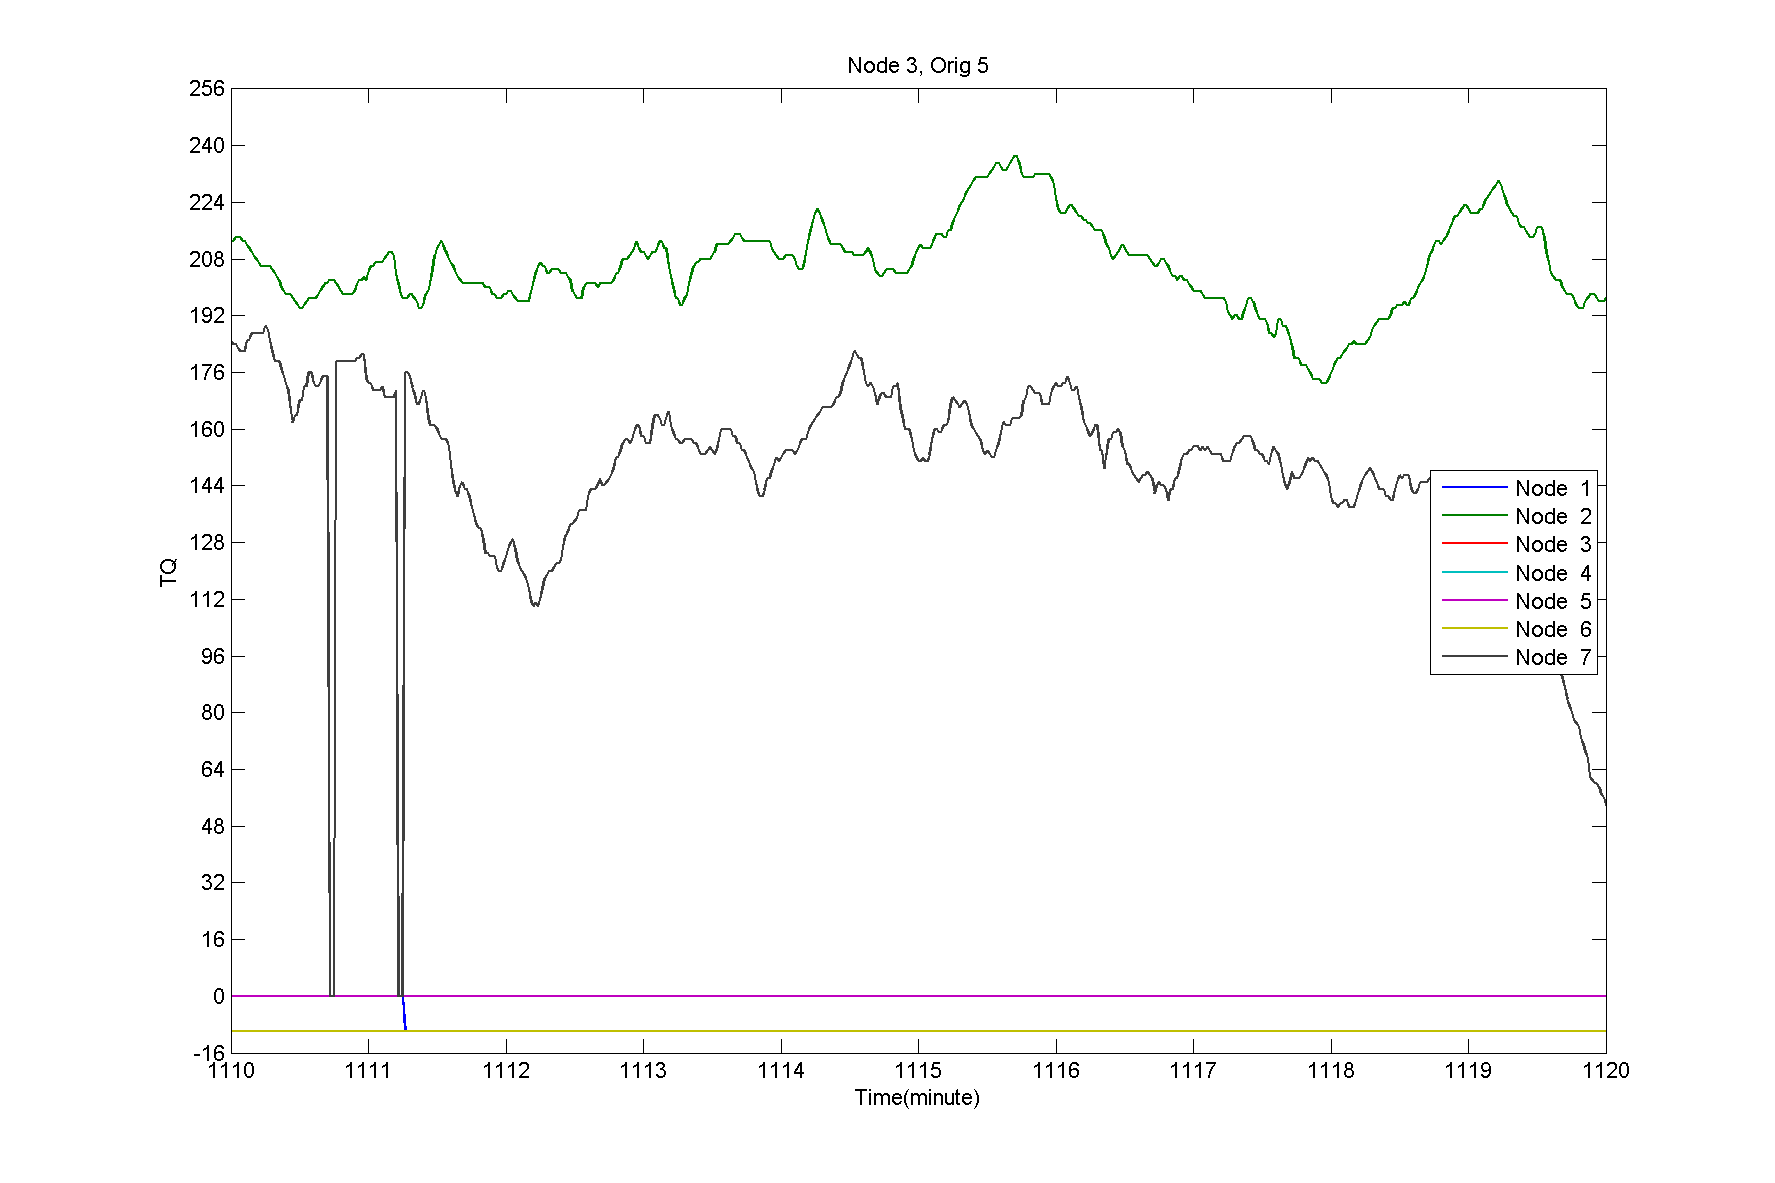 Node 3, Orig 5
256
240
224
208
192
176
160
144
128
112
96
80
64
48
32
16
0
-16
TQ
Node 1
Node 2
Node 3
Node 4
Node 5
Node 6
Node 7
1110 1111 1112 1113 1114 1115 1116 1117 1118 1119 1120
Time(minute)